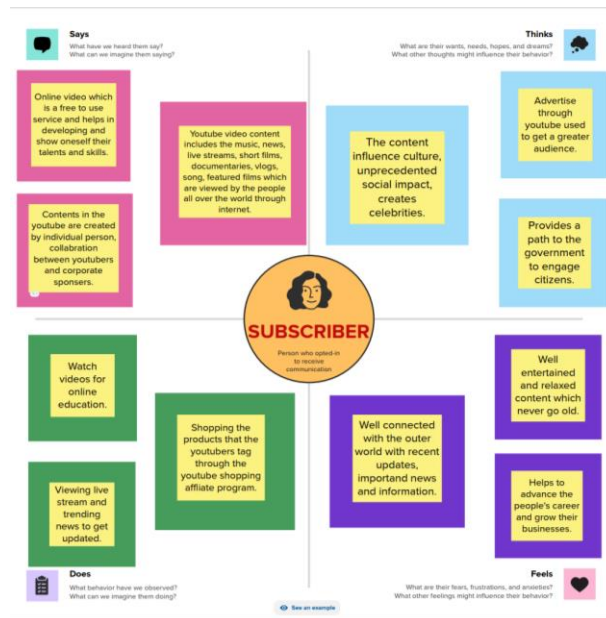 Says
What have we heard them say?
What can we imagine them saying?
Thinks
What are their wants, needs, hopes, and dreams?
What other thoughts might influence their behavior?
Online video which
is a free to use
service and helps in
developing and
show oneself their
talents and skills.
Youtube video content
includes the music, news,
live streams, short films,
documentaries, vlogs,
song, featured films which
are viewed by the people
all over the world through
internet.
Contents in the
youtube are created
by individual person,
collabration
between youtubers
and corporate
sponsers.
The content
influence culture,
unprecedented
social impact,
creates
celebrities.
Advertise
through
youtube used
to get a greater
audience.
Provides a
path to the
government
to engage
citizens.
SUBSCRIBER
Person who opted-in
to receive
communication
Watch
videos for
online
education.
Shopping the
products that the
youtubers tag
through the
youtube shopping
affliate program.
Viewing live
stream and
trending
news to get
updated.
Well connected
with the outer
world with recent
updates,
importand news
and information.
Well
entertained
and relaxed
content which
never go old.
Helps to
advance the
people's career
and grow their
businesses.
Does
What behavior have we observed?
What can we imagine them doing?
Feels
What are their fears, frustrations, and anxieties?
What other feelings might influence their behavior?
See an example